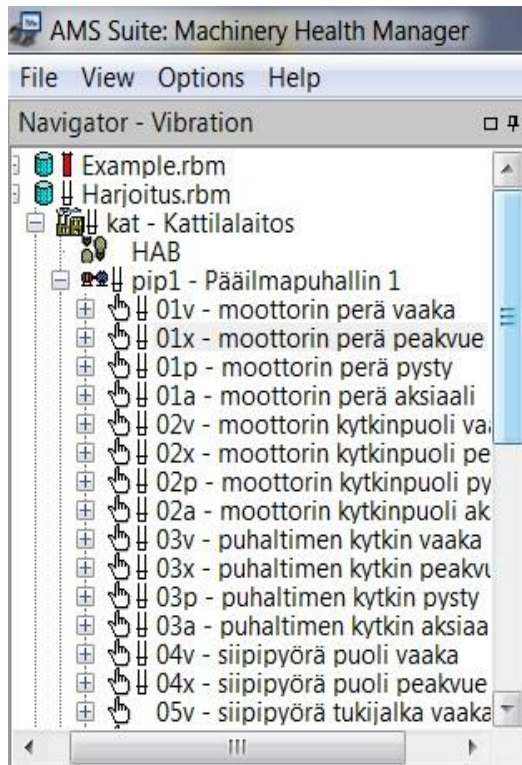 AMS Suite: Machinery Health Manager
File View Options Help
Navigator - Vibration
Example.rbm
Harjoitus.rbm
kat - Kattilalaitos
HAB
pip1 - Pääilmapuhallin 1
01v - moottorin perä vaaka
01x - moottorin perä peakvue
01p - moottorin perä pysty
01a - moottorin perä aksiaali
02v - moottorin kytkinpuoli vaa
02x - moottorin kytkinpuoli pe
02p - moottorin kytkinpuoli py
02a - moottorin kytkinpuoli ak
03v - puhaltimen kytkin vaaka
03x - puhaltimen kytkin peakvu
03p - puhaltimen kytkin pysty
03a - puhaltimen kytkin aksiaa
04v - siipipyörä puoli vaaka
04x - siipipyörä puoli peakvue
05v - siipipyörä tukijalka vaaka